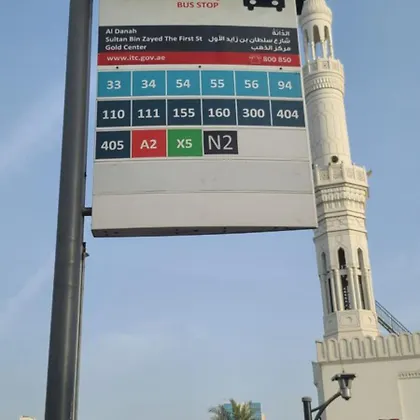 BUS STOP
Al Danah
الدانة
Sultan Bin Zayed The First St
شارع سلطان بن زايد الأول
Gold Center
مركز الذهب
www.itc.gov.ae
800 850
33 34 54 55 56 94
110 111 155 160 300 404
405 A2 X5 N2